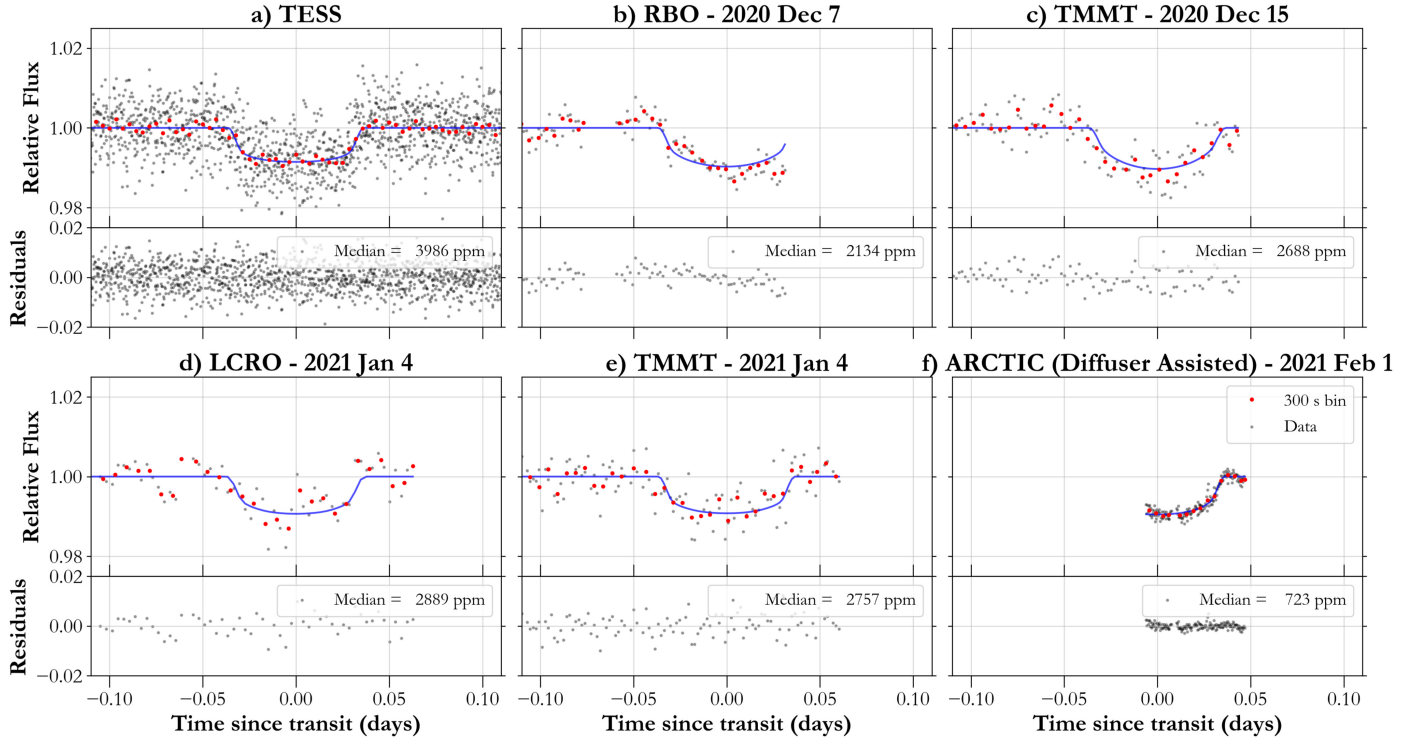 a) TESS
b) RBO - 2020 Dec 7
c) TMMT - 2020 Dec 15
Relative Flux
1.02
1.00
0.98
Residuals
0.02
0.00
−0.02
Median = 3986 ppm
Median = 2134 ppm
Median = 2688 ppm
d) LCRO - 2021 Jan 4
e) TMMT - 2021 Jan 4
f) ARCTIC (Diffuser Assisted) - 2021 Feb 1
Relative Flux
1.02
1.00
0.98
300 s bin
Data
Residuals
0.02
0.00
−0.02
Median = 2889 ppm
Median = 2757 ppm
Median = 723 ppm
−0.10 −0.05 0.00 0.05 0.10
−0.10 −0.05 0.00 0.05 0.10
−0.10 −0.05 0.00 0.05 0.10
Time since transit (days)
Time since transit (days)
Time since transit (days)